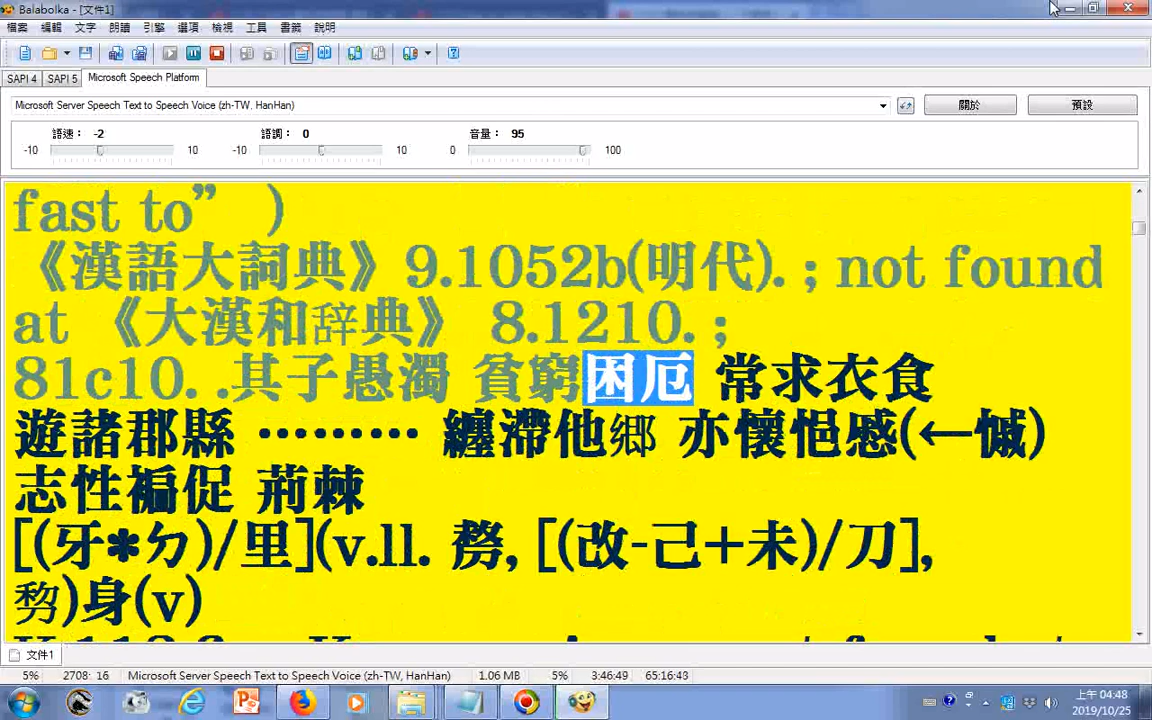 Balabolka - [文件1]
檔案 編輯 文字 朗讀 引擎 選項 檢視 工具 書籤 說明
SAPI 4 SAPI 5 Microsoft Speech Platform
Microsoft Server Speech Text to Speech Voice (zh-TW, HanHan) 關於 預設
語速： -2 語調： 0 音量： 95
-10 10 -10 10 0 100
fast to” )
《漢語大詞典》 9.1052b(明代). ; not found
at 《大漢和辞典》 8.1210. ;
81c10. .其子愚濁 貧窮困厄 常求衣食
遊諸郡縣 ⋯⋯⋯ 纏滯他鄉 亦懷悒慼(←慽)
志性褊促 荊棘
[(牙*ㄉ)/里](v.ll. 嫠, [(改-己+未)/刀],
㓨)身(v)
文件1
5% 2708: 16 Microsoft Server Speech Text to Speech Voice (zh-TW, HanHan) 1.06 MB 5% 3:46:49 65:16:43
上午 04:48
2019/10/25